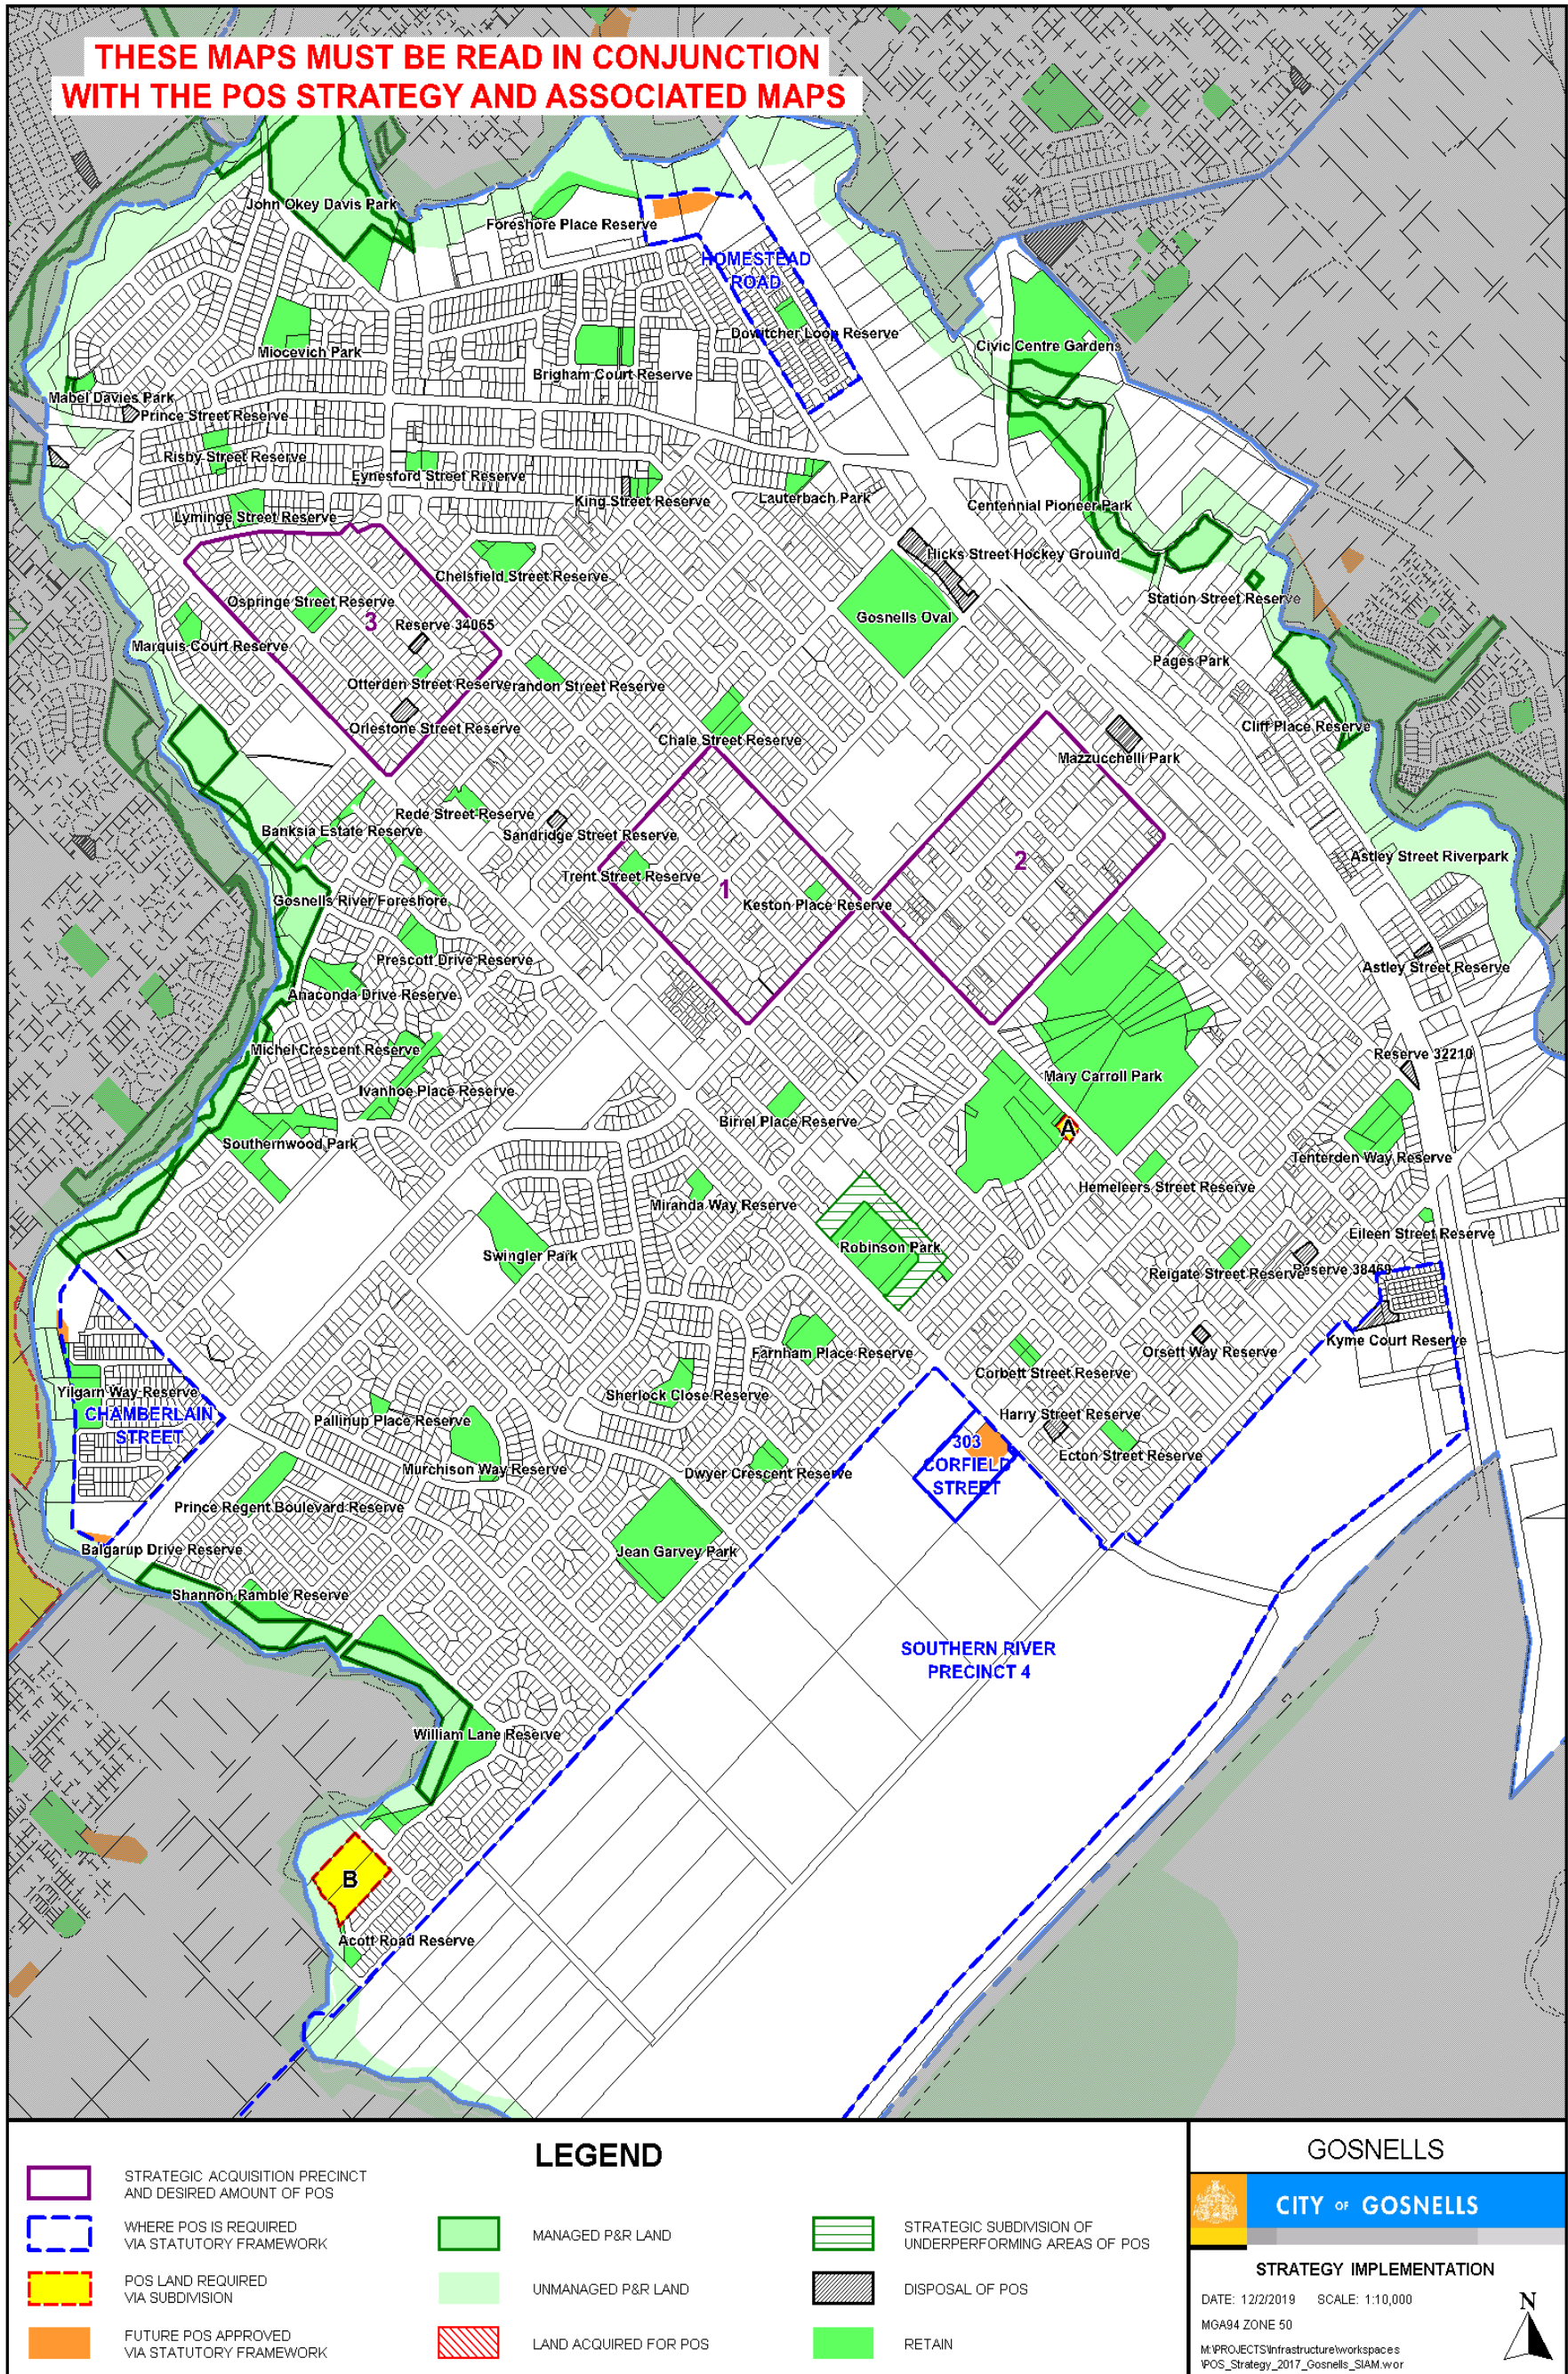 THESE MAPS MUST BE READ IN CONJUNCTION
WITH THE POS STRATEGY AND ASSOCIATED MAPS
John Okey Davis Park
Foreshore Place Reserve
HOMESTEAD
ROAD
Dowitcher Loop Reserve
Civic Centre Gardens
Miocevich Park
Brigham Court Reserve
Mabel Davies Park
Prince Street Reserve
Risby Street Reserve
Eynesford Street Reserve
King Street Reserve
Lauterbach Park
Centennial Pioneer Park
Lyminge Street Reserve
Hicks Street Hockey Ground
Chelsfield Street Reserve
Station Street Reserve
Ospringe Street Reserve
3
Reserve 34065
Gosnells Oval
Marquis Court Reserve
Pages Park
Otterden Street Reserve
randon Street Reserve
Orlestone Street Reserve
Chale Street Reserve
Cliff Place Reserve
Mazzucchelli Park
Rede Street Reserve
Banksia Estate Reserve
Sandridge Street Reserve
Astley Street Riverpark
2
Trent Street Reserve
1
Keston Place Reserve
Gosnells River Foreshore
Prescott Drive Reserve
Astley Street Reserve
Anaconda Drive Reserve
Michel Crescent Reserve
Reserve 32210
Mary Carroll Park
Ivanhoe Place Reserve
Birrel Place Reserve
A
Southernwood Park
Tenterden Way Reserve
Hemeleers Street Reserve
Miranda Way Reserve
Eileen Street Reserve
Robinson Park
Swingler Park
Reigate Street Reserve
Reserve 38469
Kyme Court Reserve
Farnham Place Reserve
Orsett Way Reserve
Corbett Street Reserve
Yilgarn Way Reserve
Sherlock Close Reserve
CHAMBERLAIN
STREET
Pallinup Place Reserve
Harry Street Reserve
303
CORFIELD
STREET
Ecton Street Reserve
Murchison Way Reserve
Dwyer Crescent Reserve
Prince Regent Boulevard Reserve
Balgarup Drive Reserve
Jean Garvey Park
Shannon Ramble Reserve
SOUTHERN RIVER
PRECINCT 4
William Lane Reserve
B
Acott Road Reserve
LEGEND
STRATEGIC ACQUISITION PRECINCT
AND DESIRED AMOUNT OF POS
WHERE POS IS REQUIRED
VIA STATUTORY FRAMEWORK
POS LAND REQUIRED
VIA SUBDIVISION
FUTURE POS APPROVED
VIA STATUTORY FRAMEWORK
MANAGED P&R LAND
UNMANAGED P&R LAND
LAND ACQUIRED FOR POS
STRATEGIC SUBDIVISION OF
UNDERPERFORMING AREAS OF POS
DISPOSAL OF POS
RETAIN
GOSNELLS
CITY OF GOSNELLS
STRATEGY IMPLEMENTATION
DATE: 12/2/2019 SCALE: 1:10,000
MGA94 ZONE 50
N
M:\PROJECTS\Infrastructure\workspaces
\POS_Strategy_2017_Gosnells_SIAM.wor